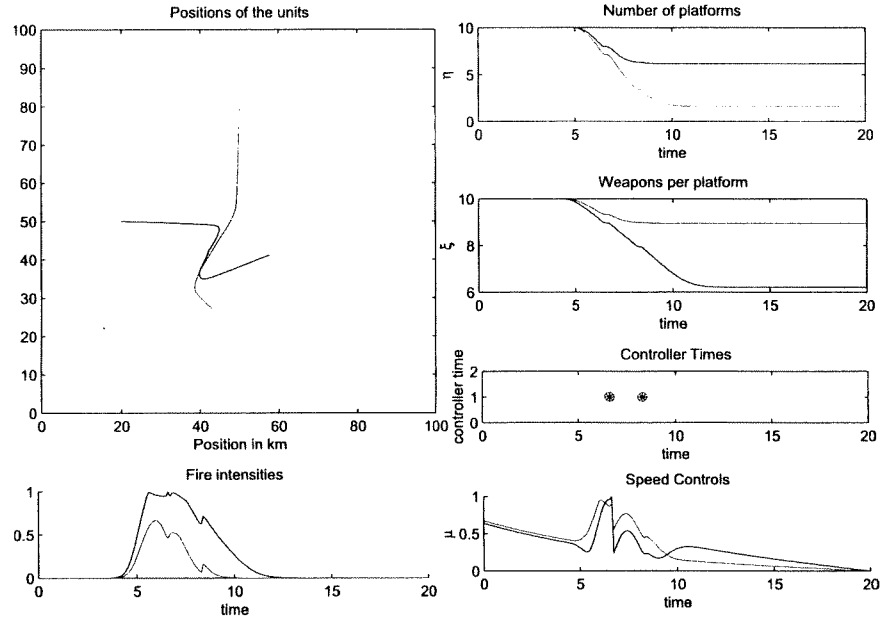 Positions of the units
100
90
80
70
60
50
40
30
20
10
0
0 20 40 60 80 100
Position in km
Number of platforms
10
5
0
η
0 5 10 15 20
time
Weapons per platform
10
8
6
ξ
0 5 10 15 20
time
Controller Times
2
1
0
controller time
0 5 10 15 20
time
Fire intensities
1
0.5
0
0 5 10 15 20
time
Speed Controls
1
0.5
0
μ
0 5 10 15 20
time